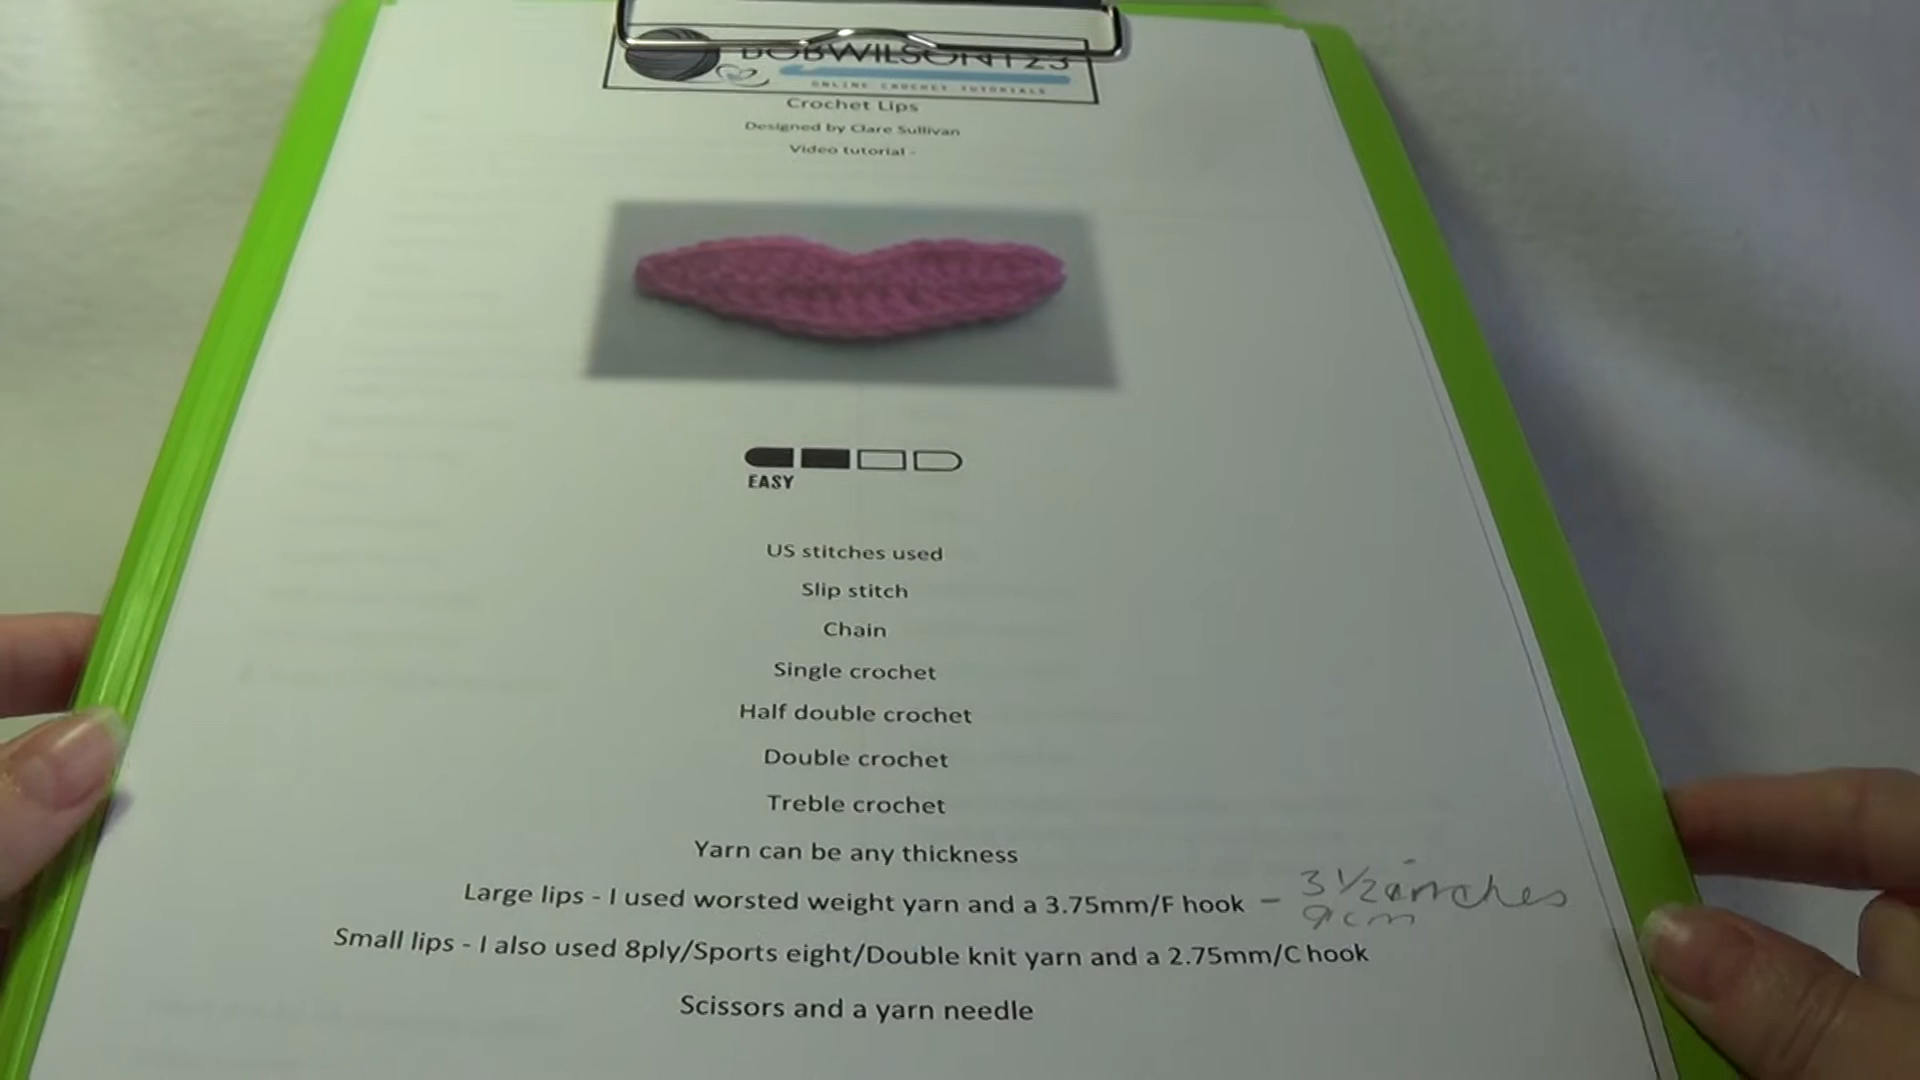 BOBWILSON123
ONLINE CROCHET TUTORIALS
Crochet Lips
Designed by Clare Sullivan
Video tutorial -
EASY
US stitches used
Slip stitch
Chain
Single crochet
Half double crochet
Double crochet
Treble crochet
Yarn can be any thickness
Large lips - I used worsted weight yarn and a 3.75mm/F hook - 3 1/2 inches
9cm
Small lips - I also used 8ply/Sports eight/Double knit yarn and a 2.75mm/C hook
Scissors and a yarn needle